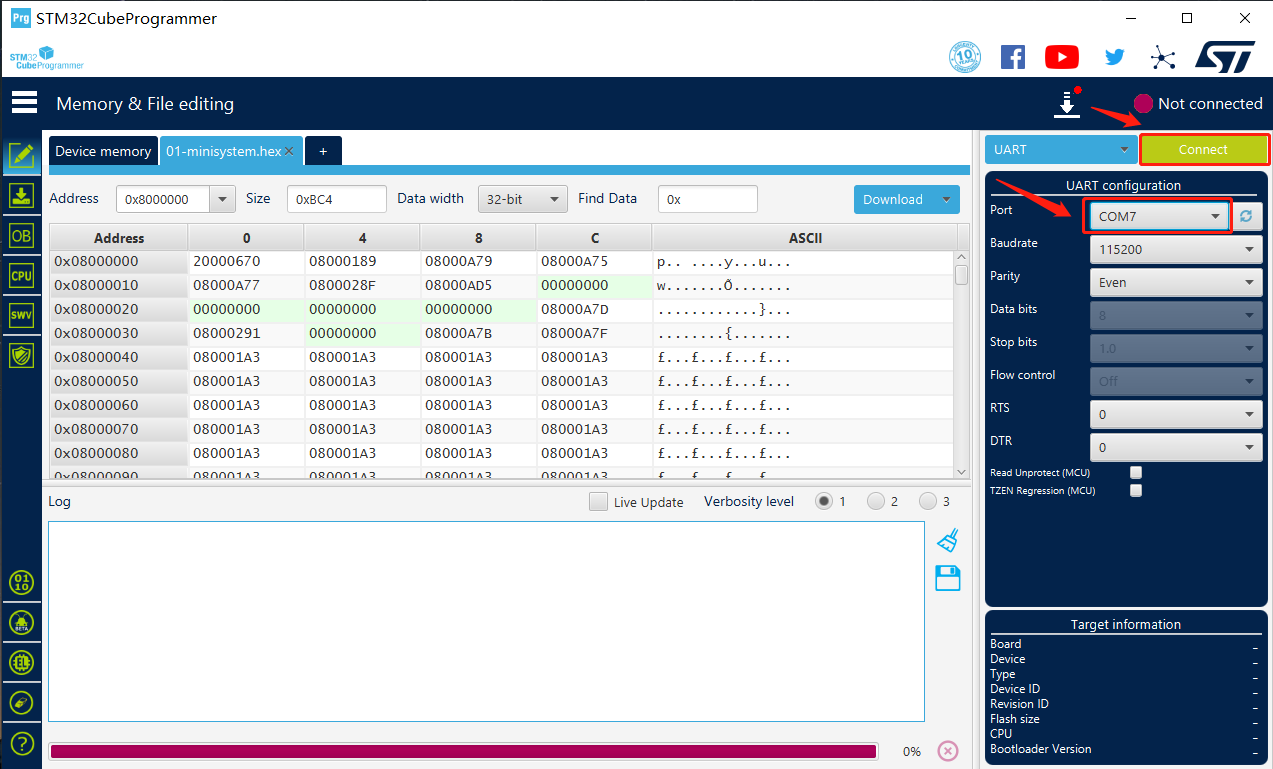 Prg STM32CubeProgrammer
STM32
CubeProgrammer
10
ST
Memory & File editing
Not connected
Device memory 01-minisystem.hex × +
UART Connect
Address 0x8000000 Size 0xBC4 Data width 32-bit Find Data 0x Download
Address 0 4 8 C ASCII
0x08000000 20000670 08000189 08000A79 08000A75 p.. ....y...u...
0x08000010 08000A77 0800028F 08000AD5 00000000 w.......Õ.......
0x08000020 00000000 00000000 00000000 08000A7D ............}...
0x08000030 08000291 00000000 08000A7B 08000A7F ........{.......
0x08000040 080001A3 080001A3 080001A3 080001A3 £...£...£...£...
0x08000050 080001A3 080001A3 080001A3 080001A3 £...£...£...£...
0x08000060 080001A3 080001A3 080001A3 080001A3 £...£...£...£...
0x08000070 080001A3 080001A3 080001A3 080001A3 £...£...£...£...
0x08000080 080001A3 080001A3 080001A3 080001A3 £...£...£...£...
0x08000090 080001A3 080001A3 080001A3 080001A3 £...£...£...£...
UART configuration
Port COM7
Baudrate 115200
Parity Even
Data bits 8
Stop bits 1.0
Flow control Off
RTS 0
DTR 0
Read Unprotect (MCU)
TZEN Regression (MCU)
OB
CPU
SWV
01
10
BETA
EL
?
Log Live Update Verbosity level 1 2 3
0%
Target information
Board -
Device -
Type -
Device ID -
Revision ID -
Flash size -
CPU -
Bootloader Version -